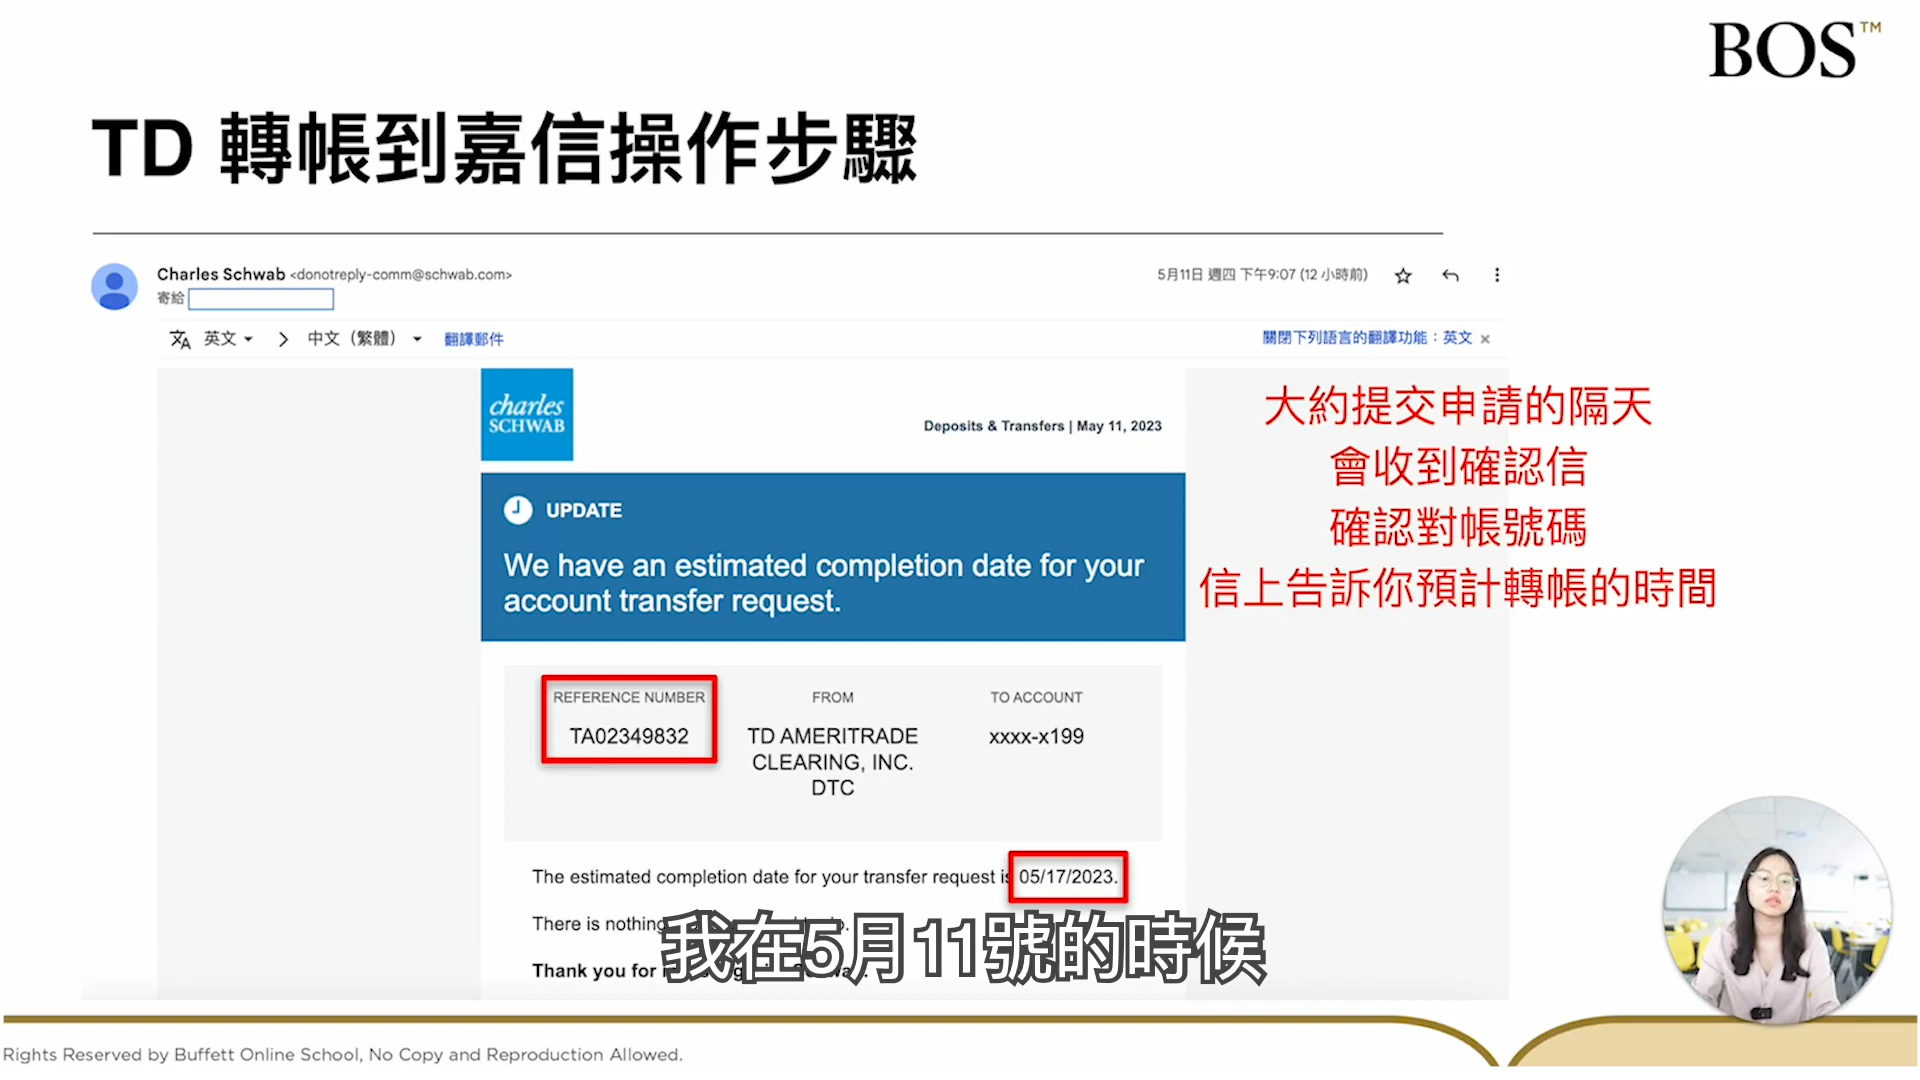 BOS™
TD 轉帳到嘉信操作步驟
Charles Schwab <donotreply-comm@schwab.com>
5月11日 週四 下午9:07 (12 小時前)
寄給
英文
中文（繁體）
翻譯郵件
關閉下列語言的翻譯功能：英文 ×
charles
SCHWAB
Deposits & Transfers | May 11, 2023
大約提交申請的隔天
會收到確認信
確認對帳號碼
信上告訴你預計轉帳的時間
UPDATE
We have an estimated completion date for your
account transfer request.
REFERENCE NUMBER
TA02349832
FROM
TD AMERITRADE
CLEARING, INC.
DTC
TO ACCOUNT
xxxx-x199
The estimated completion date for your transfer request is 05/17/2023.
There is nothing
Thank you for
我在5月11號的時候
Rights Reserved by Buffett Online School, No Copy and Reproduction Allowed.